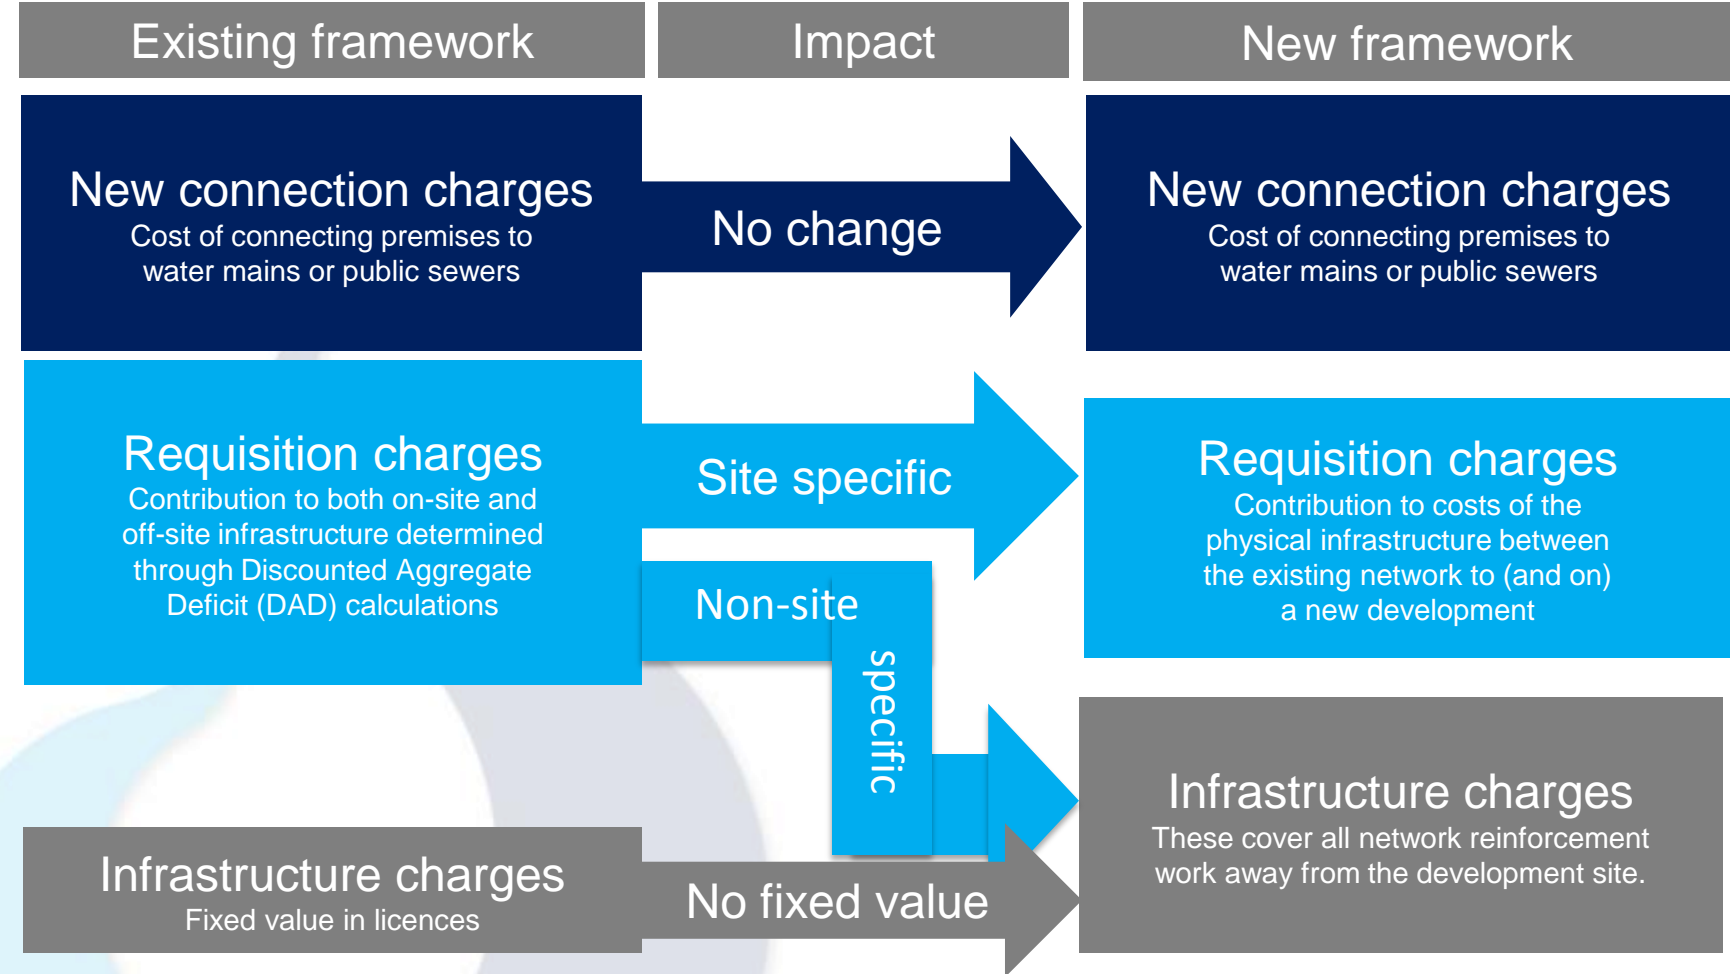 Existing framework
Impact
New framework
New connection charges
Cost of connecting premises to
water mains or public sewers
No change
New connection charges
Cost of connecting premises to
water mains or public sewers
Requisition charges
Contribution to both on-site and
off-site infrastructure determined
through Discounted Aggregate
Deficit (DAD) calculations
Site specific
Non-site
specific
Requisition charges
Contribution to costs of the
physical infrastructure between
the existing network to (and on)
a new development
Infrastructure charges
Fixed value in licences
No fixed value
Infrastructure charges
These cover all network reinforcement
work away from the development site.